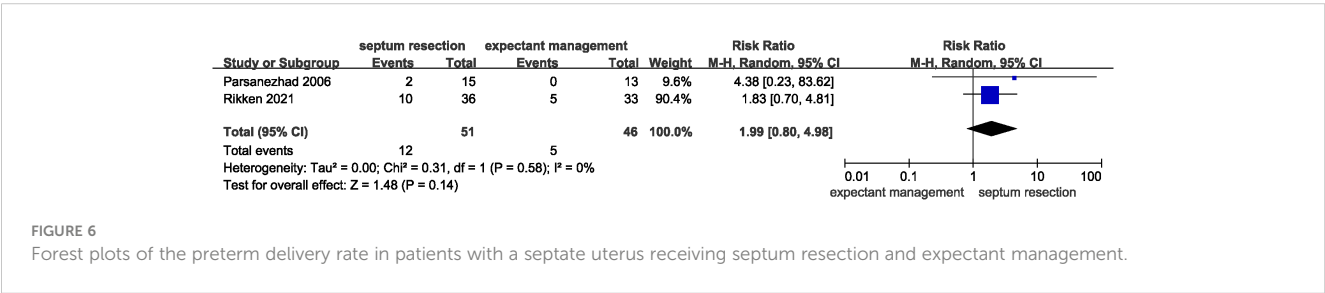 septum resection expectant management Risk Ratio Risk Ratio
Study or Subgroup Events Total Events Total Weight M-H, Random, 95% CI M-H, Random, 95% CI
Parsanezhad 2006 2 15 0 13 9.6% 4.38 [0.23, 83.62]
Rikken 2021 10 36 5 33 90.4% 1.83 [0.70, 4.81]
Total (95% CI) 51 46 100.0% 1.99 [0.80, 4.98]
Total events 12 5
Heterogeneity: Tau² = 0.00; Chi² = 0.31, df = 1 (P = 0.58); I² = 0%
Test for overall effect: Z = 1.48 (P = 0.14)
0.01 0.1 1 10 100
expectant management septum resection
FIGURE 6
Forest plots of the preterm delivery rate in patients with a septate uterus receiving septum resection and expectant management.